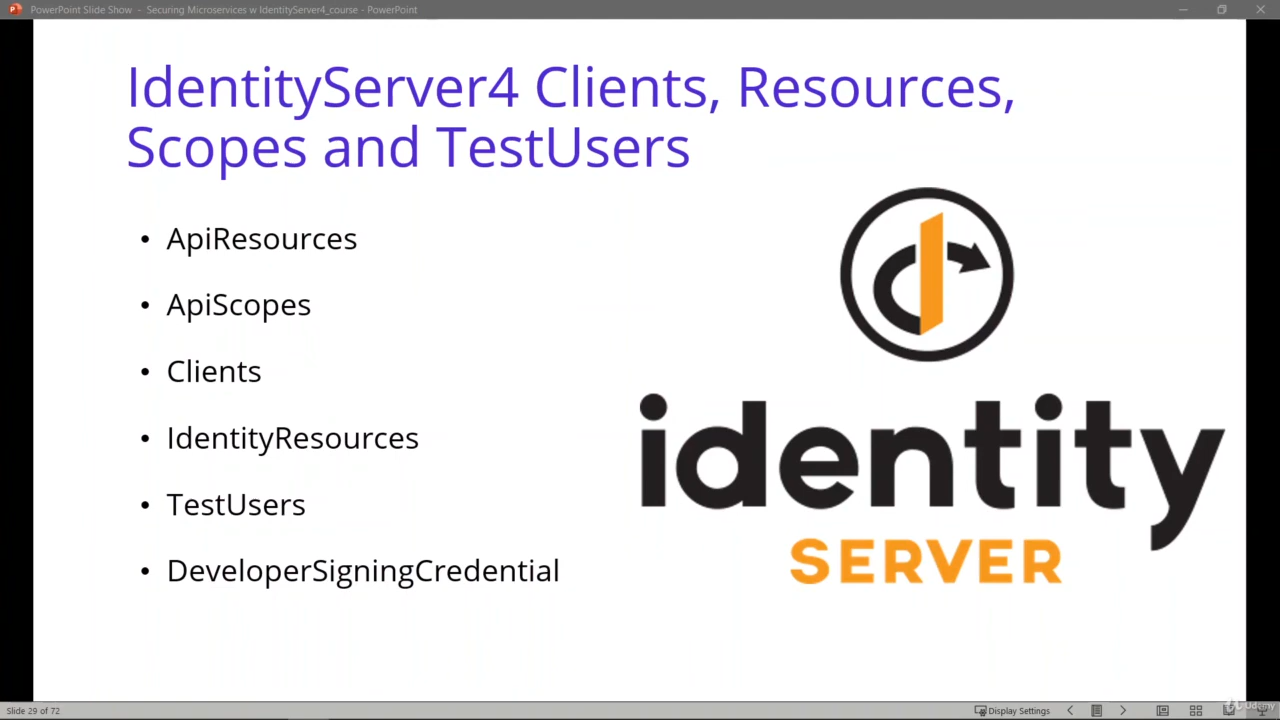 PowerPoint Slide Show - Securing Microservices w IdentityServer4_course - PowerPoint
IdentityServer4 Clients, Resources,
Scopes and TestUsers
• ApiResources
• ApiScopes
• Clients
• IdentityResources
• TestUsers
• DeveloperSigningCredential
identity
SERVER
Slide 29 of 72
Display Settings
Udemy